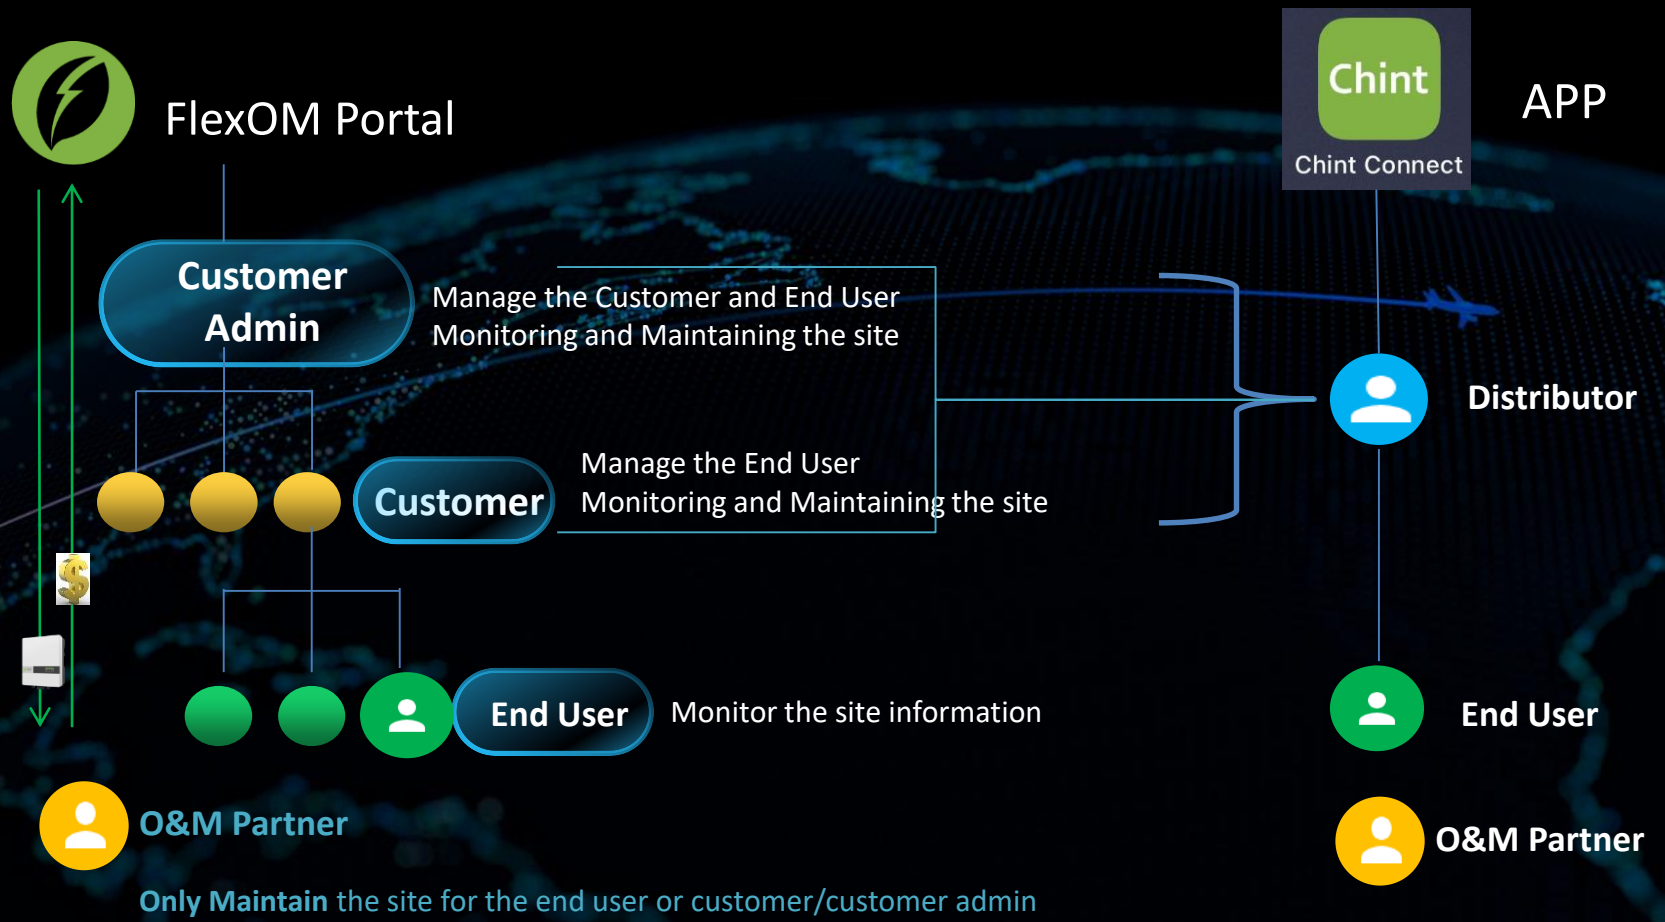 FlexOM Portal
Chint
Chint Connect
APP
Customer
Admin
Manage the Customer and End User
Monitoring and Maintaining the site
Distributor
Customer
Manage the End User
Monitoring and Maintaining the site
End User
Monitor the site information
End User
O&M Partner
O&M Partner
Only Maintain the site for the end user or customer/customer admin